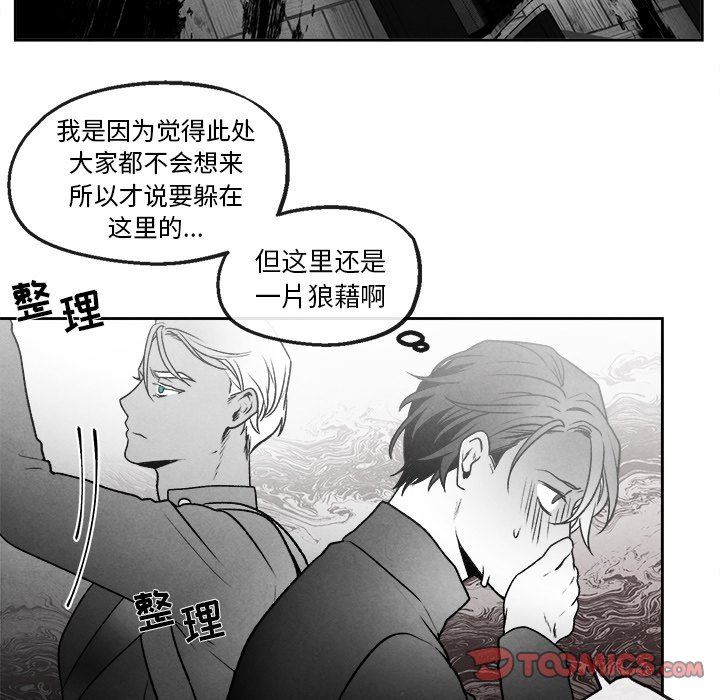 我是因为觉得此处
大家都不会想来
所以才说要躲在
这里的...
但这里还是
一片狼藉啊
整理
整理
TOOMICS.COM